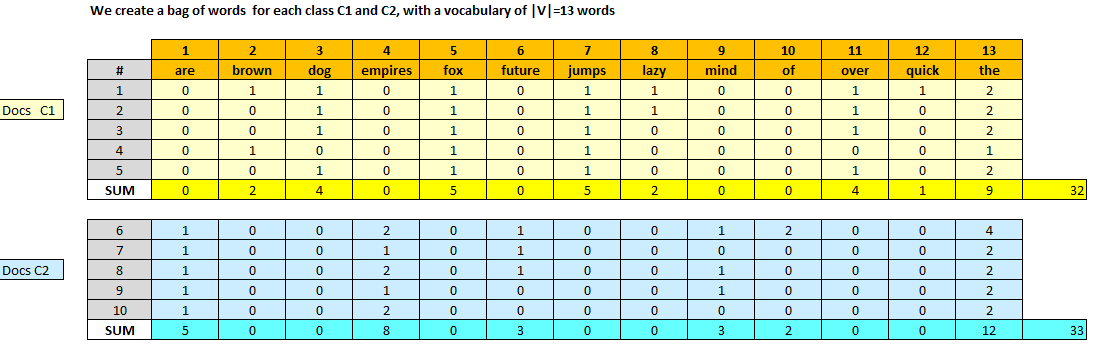 We create a bag of words for each class C1 and C2, with a vocabulary of |V|=13 words
1 2 3 4 5 6 7 8 9 10 11 12 13
# are brown dog empires fox future jumps lazy mind of over quick the
1 0 1 1 0 1 0 1 1 0 0 1 1 2
Docs C1 2 0 0 1 0 1 0 1 1 0 0 1 0 2
3 0 0 1 0 1 0 1 0 0 0 1 0 2
4 0 1 0 0 1 0 1 0 0 0 0 0 1
5 0 0 1 0 1 0 1 0 0 0 1 0 2
SUM 0 2 4 0 5 0 5 2 0 0 4 1 9 32
6 1 0 0 2 0 1 0 0 1 2 0 0 4
7 1 0 0 1 0 1 0 0 0 0 0 0 2
Docs C2 8 1 0 0 2 0 1 0 0 1 0 0 0 2
9 1 0 0 1 0 0 0 0 1 0 0 0 2
10 1 0 0 2 0 0 0 0 0 0 0 0 2
SUM 5 0 0 8 0 3 0 0 3 2 0 0 12 33